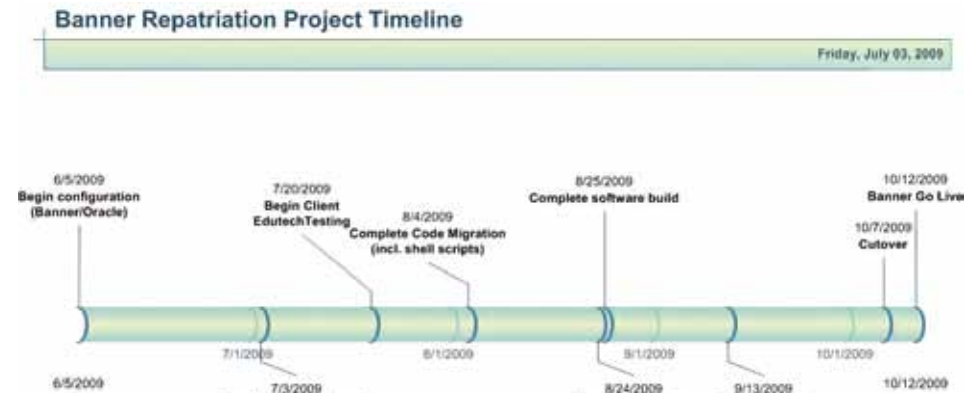 Banner Repatriation Project Timeline
Friday, July 03, 2009
6/5/2009
Begin configuration
(Banner/Oracle)
7/20/2009
Begin Client
EdutechTesting
8/4/2009
Complete Code Migration
(incl. shell scripts)
8/25/2009
Complete software build
10/12/2009
Banner Go Live
10/7/2009
Cutover
7/1/2009
8/1/2009
9/1/2009
10/1/2009
6/5/2009
7/3/2009
8/24/2009
9/13/2009
10/12/2009